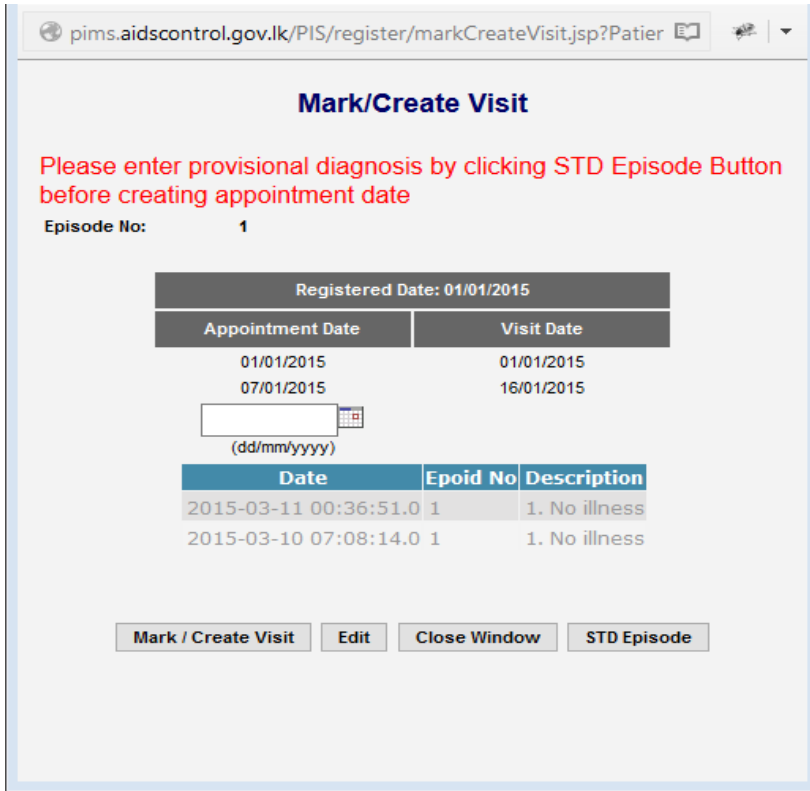 pims.aidscontrol.gov.lk/PIS/register/markCreateVisit.jsp?Patier
Mark/Create Visit
Please enter provisional diagnosis by clicking STD Episode Button
before creating appointment date
Episode No: 1
Registered Date: 01/01/2015
Appointment Date Visit Date
01/01/2015 01/01/2015
07/01/2015 16/01/2015
(dd/mm/yyyy)
Date Epoid No Description
2015-03-11 00:36:51.0 1 1. No illness
2015-03-10 07:08:14.0 1 1. No illness
Mark / Create Visit Edit Close Window STD Episode